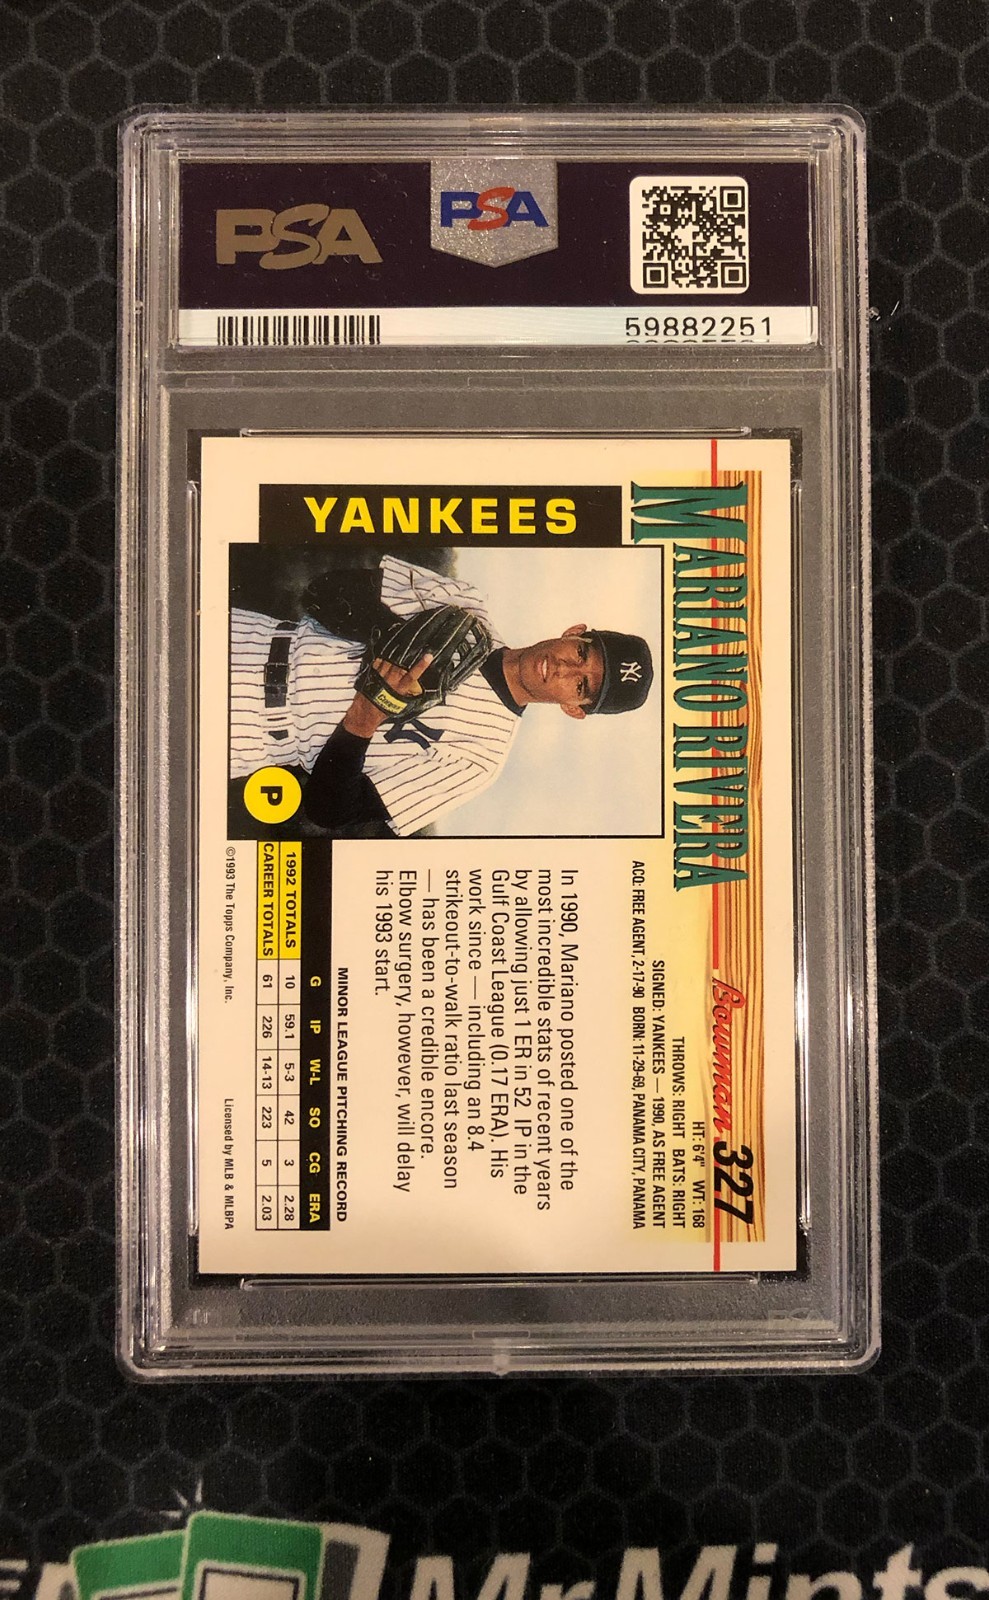 PSA
PSA
59882251
MARIANO RIVERA
Bowman 327
HT: 6'4" WT: 168
THROWS: RIGHT BATS: RIGHT
SIGNED: YANKEES — 1990, AS FREE AGENT
ACQ: FREE AGENT, 2-17-90 BORN: 11-29-69, PANAMA CITY, PANAMA
YANKEES
NY
P
In 1990, Mariano posted one of the
most incredible stats of recent years
by allowing just 1 ER in 52 IP in the
Gulf Coast League (0.17 ERA). His
work since — including an 8.4
strikeout-to-walk ratio last season
— has been a credible encore.
Elbow surgery, however, will delay
his 1993 start.
MINOR LEAGUE PITCHING RECORD
G IP W-L SO CG ERA
1992 TOTALS 10 59.1 5-3 42 3 2.28
CAREER TOTALS 61 226 14-13 223 5 2.03
©1993 The Topps Company, Inc. Licensed by MLB & MLBPA
PSA
MrMints